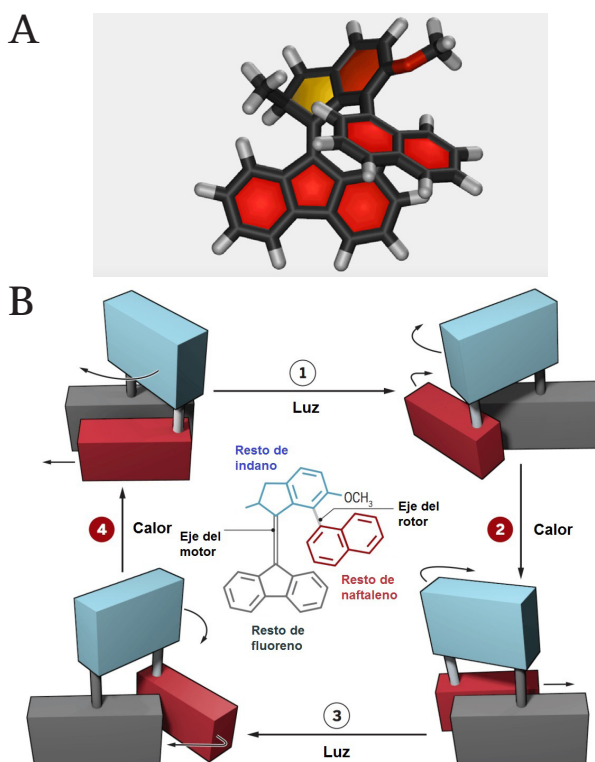 A
B
1
Luz
Resto de
indano
OCH3
Eje del
motor
Eje del
rotor
Resto de
naftaleno
Resto de
fluoreno
4
Calor
2
Calor
3
Luz